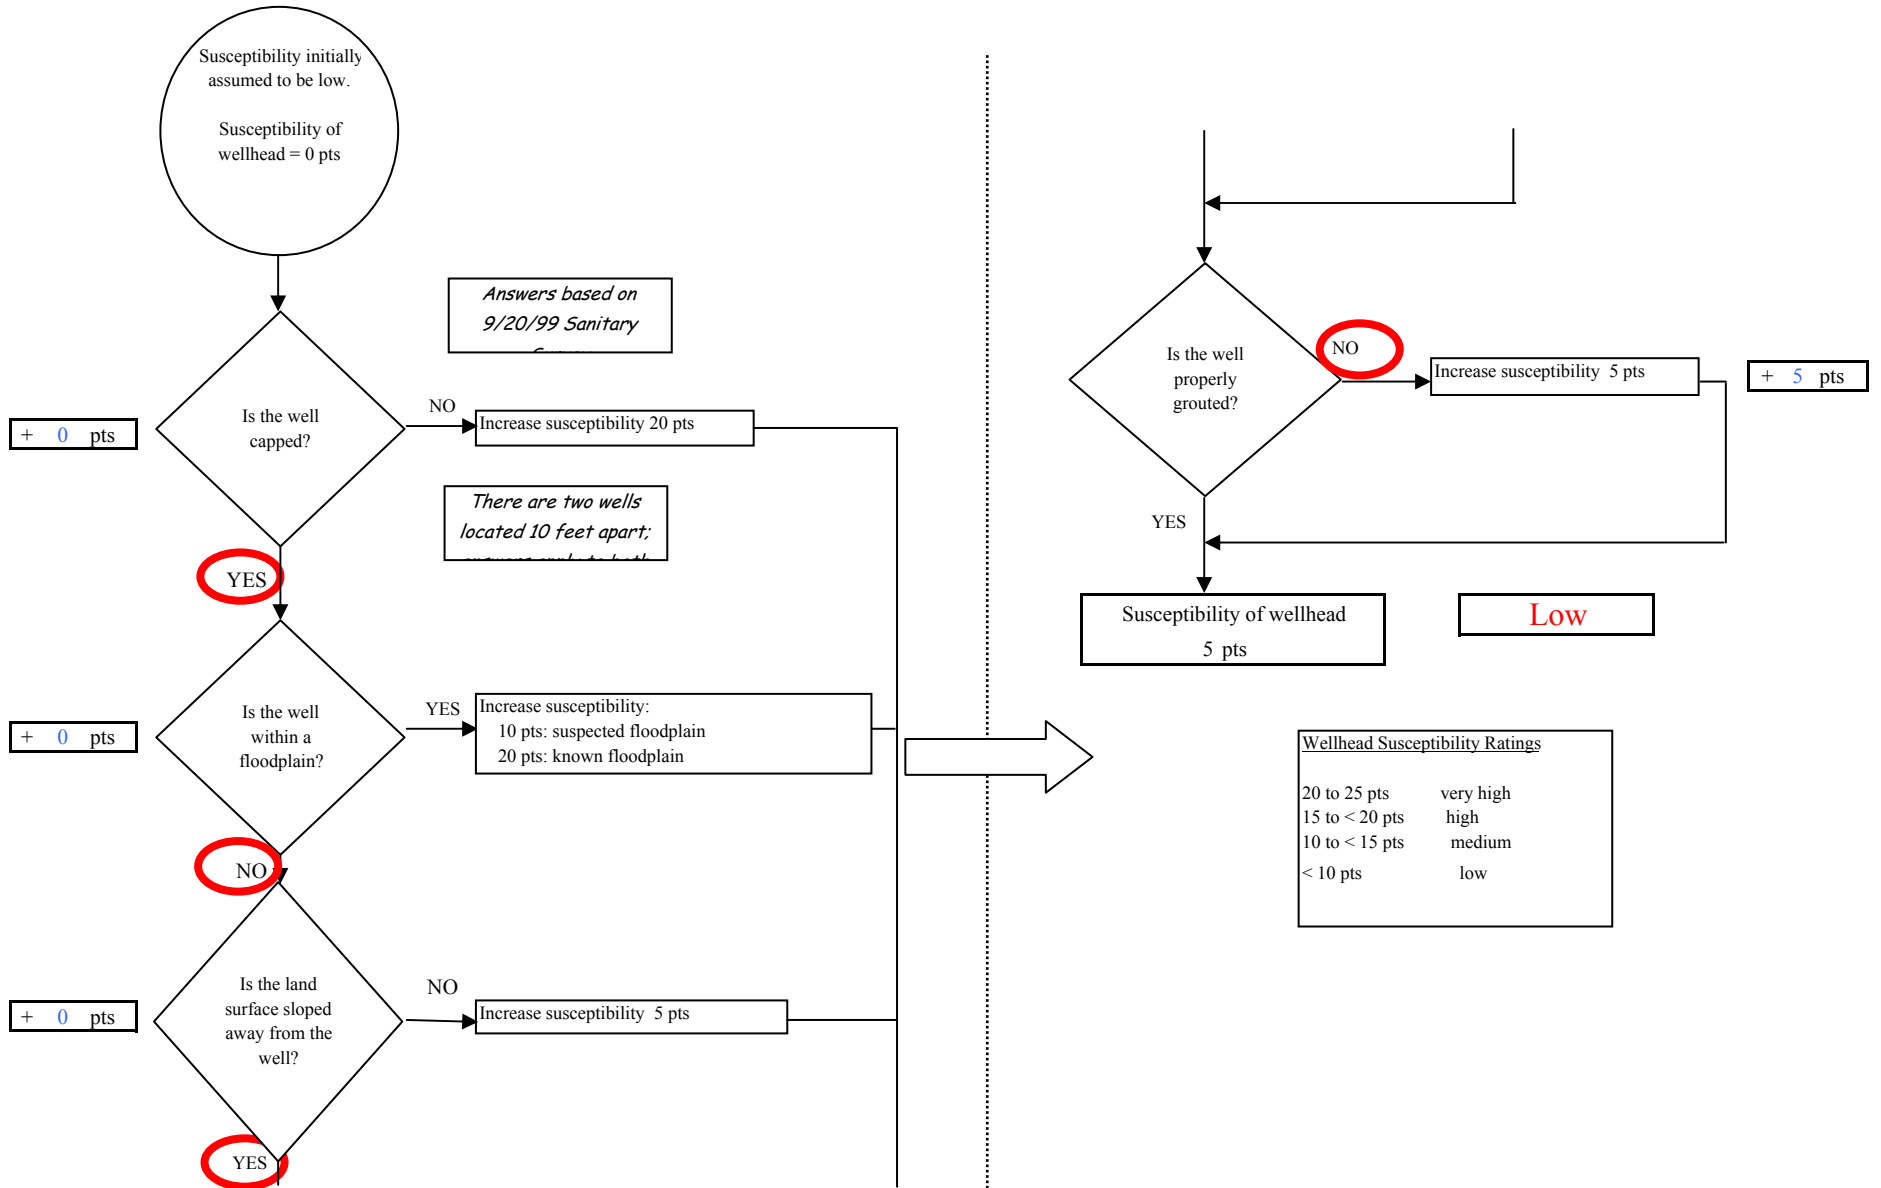 Susceptibility initially
assumed to be low.
Susceptibility of
wellhead = 0 pts
Answers based on
9/20/99 Sanitary
Is the well
capped?
NO
Increase susceptibility 20 pts
+ 0 pts
There are two wells
located 10 feet apart;
YES
Is the well
within a
floodplain?
YES
Increase susceptibility:
10 pts: suspected floodplain
20 pts: known floodplain
+ 0 pts
NO
Is the land
surface sloped
away from the
well?
NO
Increase susceptibility 5 pts
+ 0 pts
YES
Is the well
properly
grouted?
NO
Increase susceptibility 5 pts
+ 5 pts
YES
Susceptibility of wellhead
5 pts
Low
Wellhead Susceptibility Ratings
20 to 25 pts very high
15 to < 20 pts high
10 to < 15 pts medium
< 10 pts low